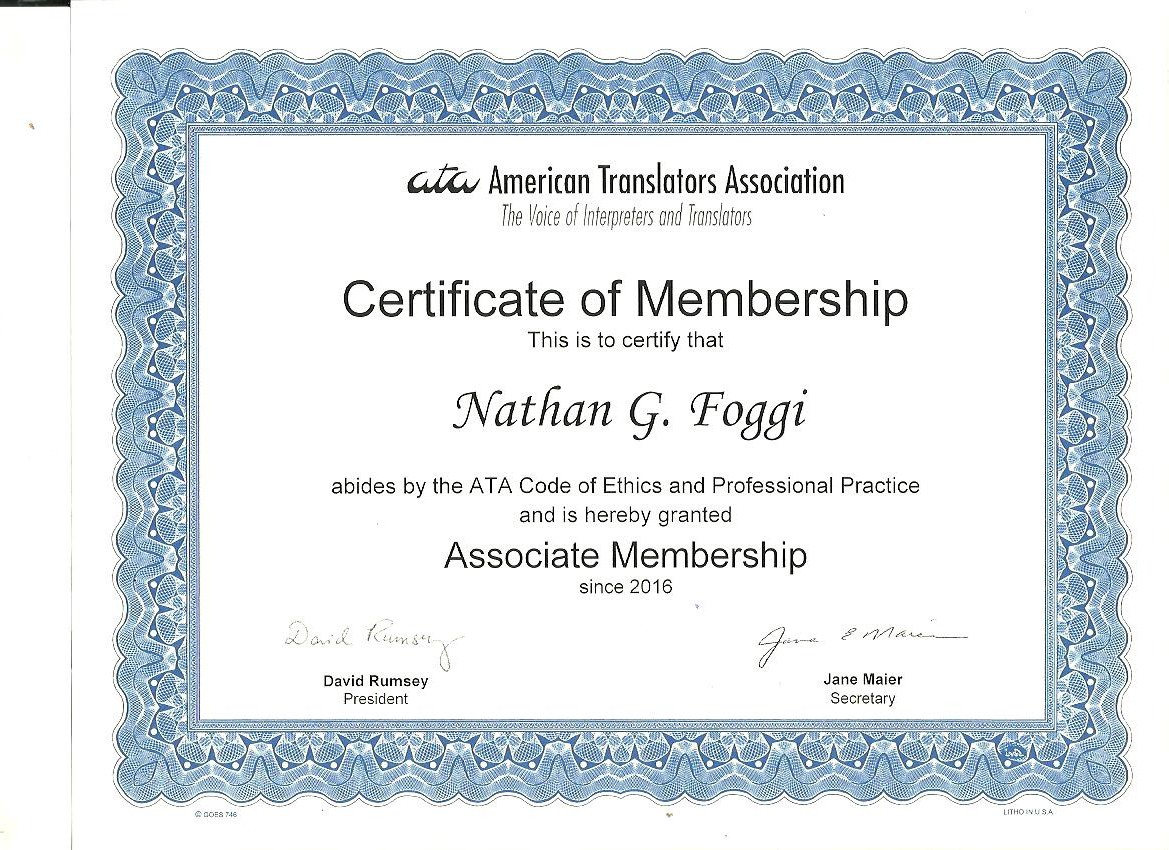 ata American Translators Association
The Voice of Interpreters and Translators
Certificate of Membership
This is to certify that
Nathan G. Foggi
abides by the ATA Code of Ethics and Professional Practice
and is hereby granted
Associate Membership
since 2016
David Rumsey
Jane E Maier
David Rumsey
President
Jane Maier
Secretary
© GOES 746
LITHO IN U.S.A.